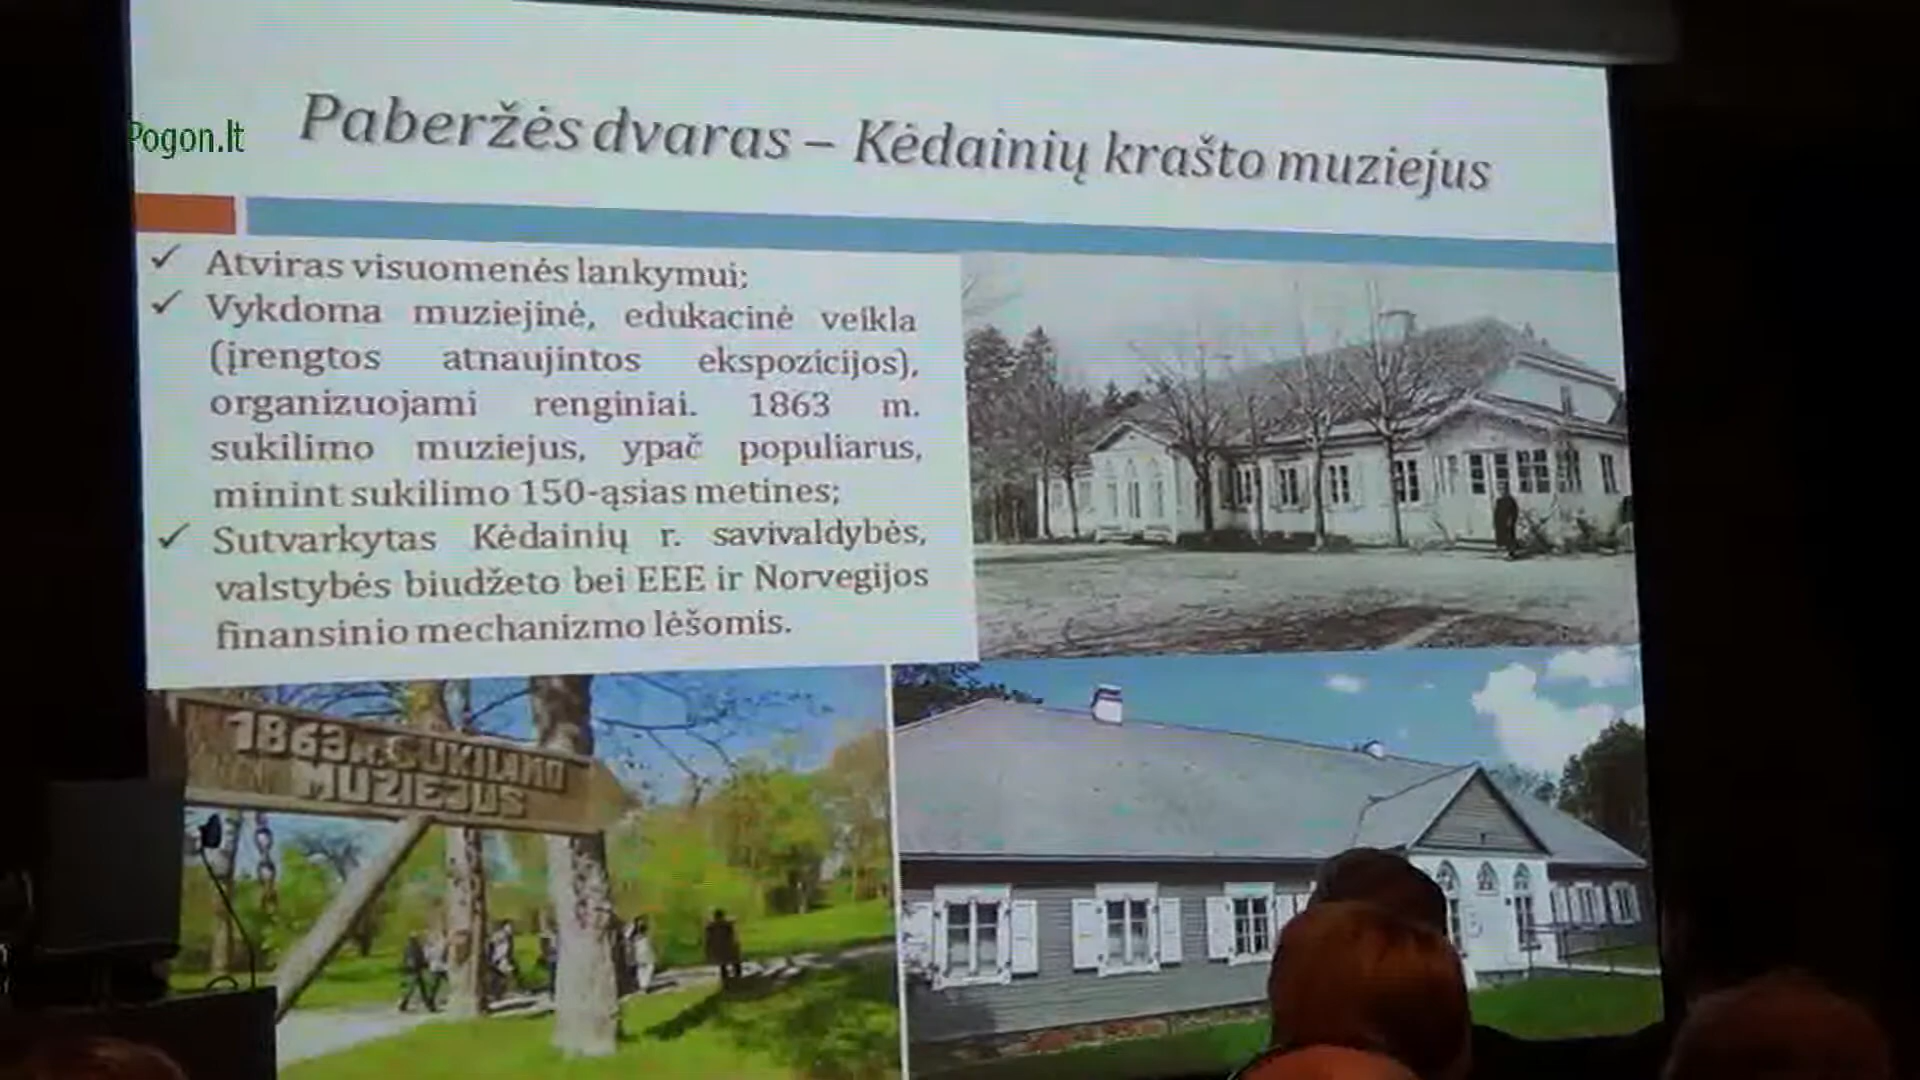 Pogon.lt
Paberžės dvaras – Kėdainių krašto muziejus
✓ Atviras visuomenės lankymui;
✓ Vykdoma muziejinė, edukacinė veikla
(įrengtos atnaujintos ekspozicijos),
organizuojami renginiai. 1863 m.
sukilimo muziejus, ypač populiarus,
minint sukilimo 150-ąsias metines;
✓ Sutvarkytas Kėdainių r. savivaldybės,
valstybės biudžeto bei EEE ir Norvegijos
finansinio mechanizmo lėšomis.
1863 m. SUKILIMO
MUZIEJUS